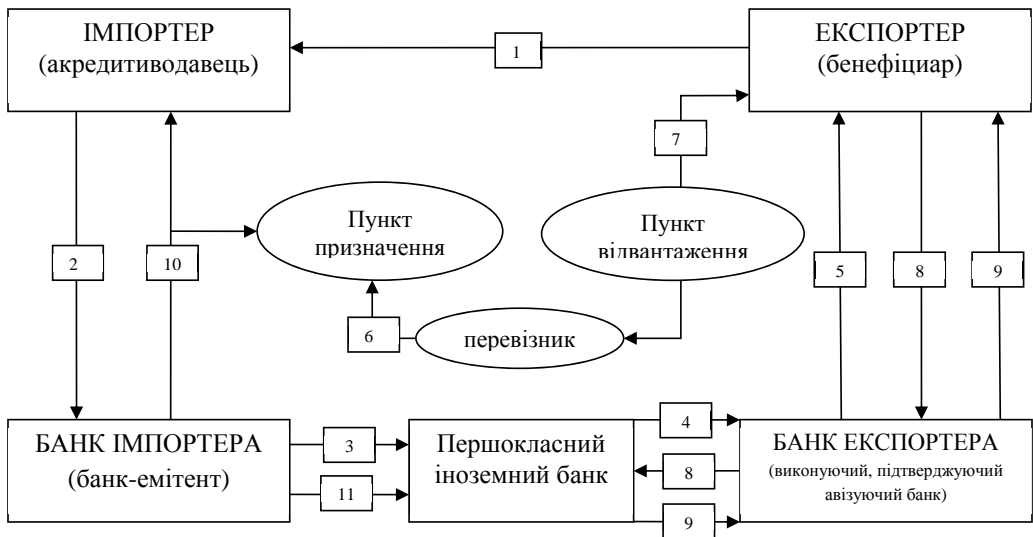 ІМПОРТЕР
(акредитиводавець)
1
ЕКСПОРТЕР
(бенефіциар)
7
Пункт
призначення
Пункт
відвантаження
2
10
5
8
9
6
перевізник
БАНК ІМПОРТЕРА
(банк-емітент)
3
11
Першокласний
іноземний банк
4
8
9
БАНК ЕКСПОРТЕРА
(виконуючий, підтверджуючий
авізуючий банк)